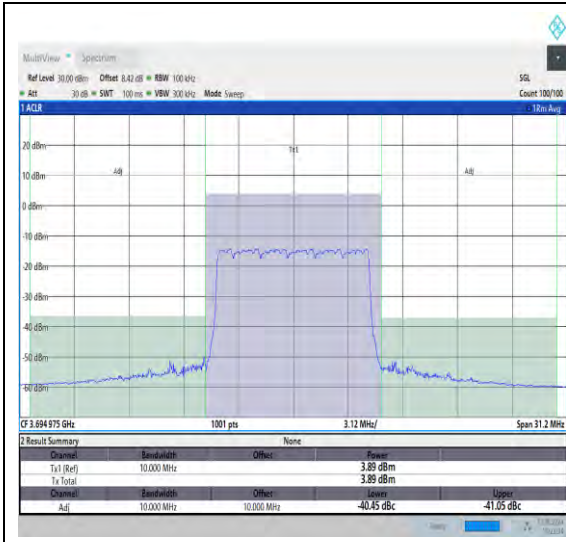 MultiView Spectrum
Ref Level 30.00 dBm Offset 8.42 dB RBW 100 kHz SGL
Att 30 dB SWT 100 ms VBW 300 kHz Mode Sweep Count 100/100
1 ACLR 1Rm Avg
20 dBm
Tx1
Adj Adj
10 dBm
0 dBm
-10 dBm
-20 dBm
-30 dBm
-40 dBm
-50 dBm
-60 dBm
CF 3.694 975 GHz 1001 pts 3.12 MHz/ Span 31.2 MHz
2 Result Summary None
Channel Bandwidth Offset Power
Tx1 (Ref) 10.000 MHz 3.89 dBm
Tx Total 3.89 dBm
Channel Bandwidth Offset Lower Upper
Adj 10.000 MHz 10.000 MHz -40.45 dBc -41.05 dBc